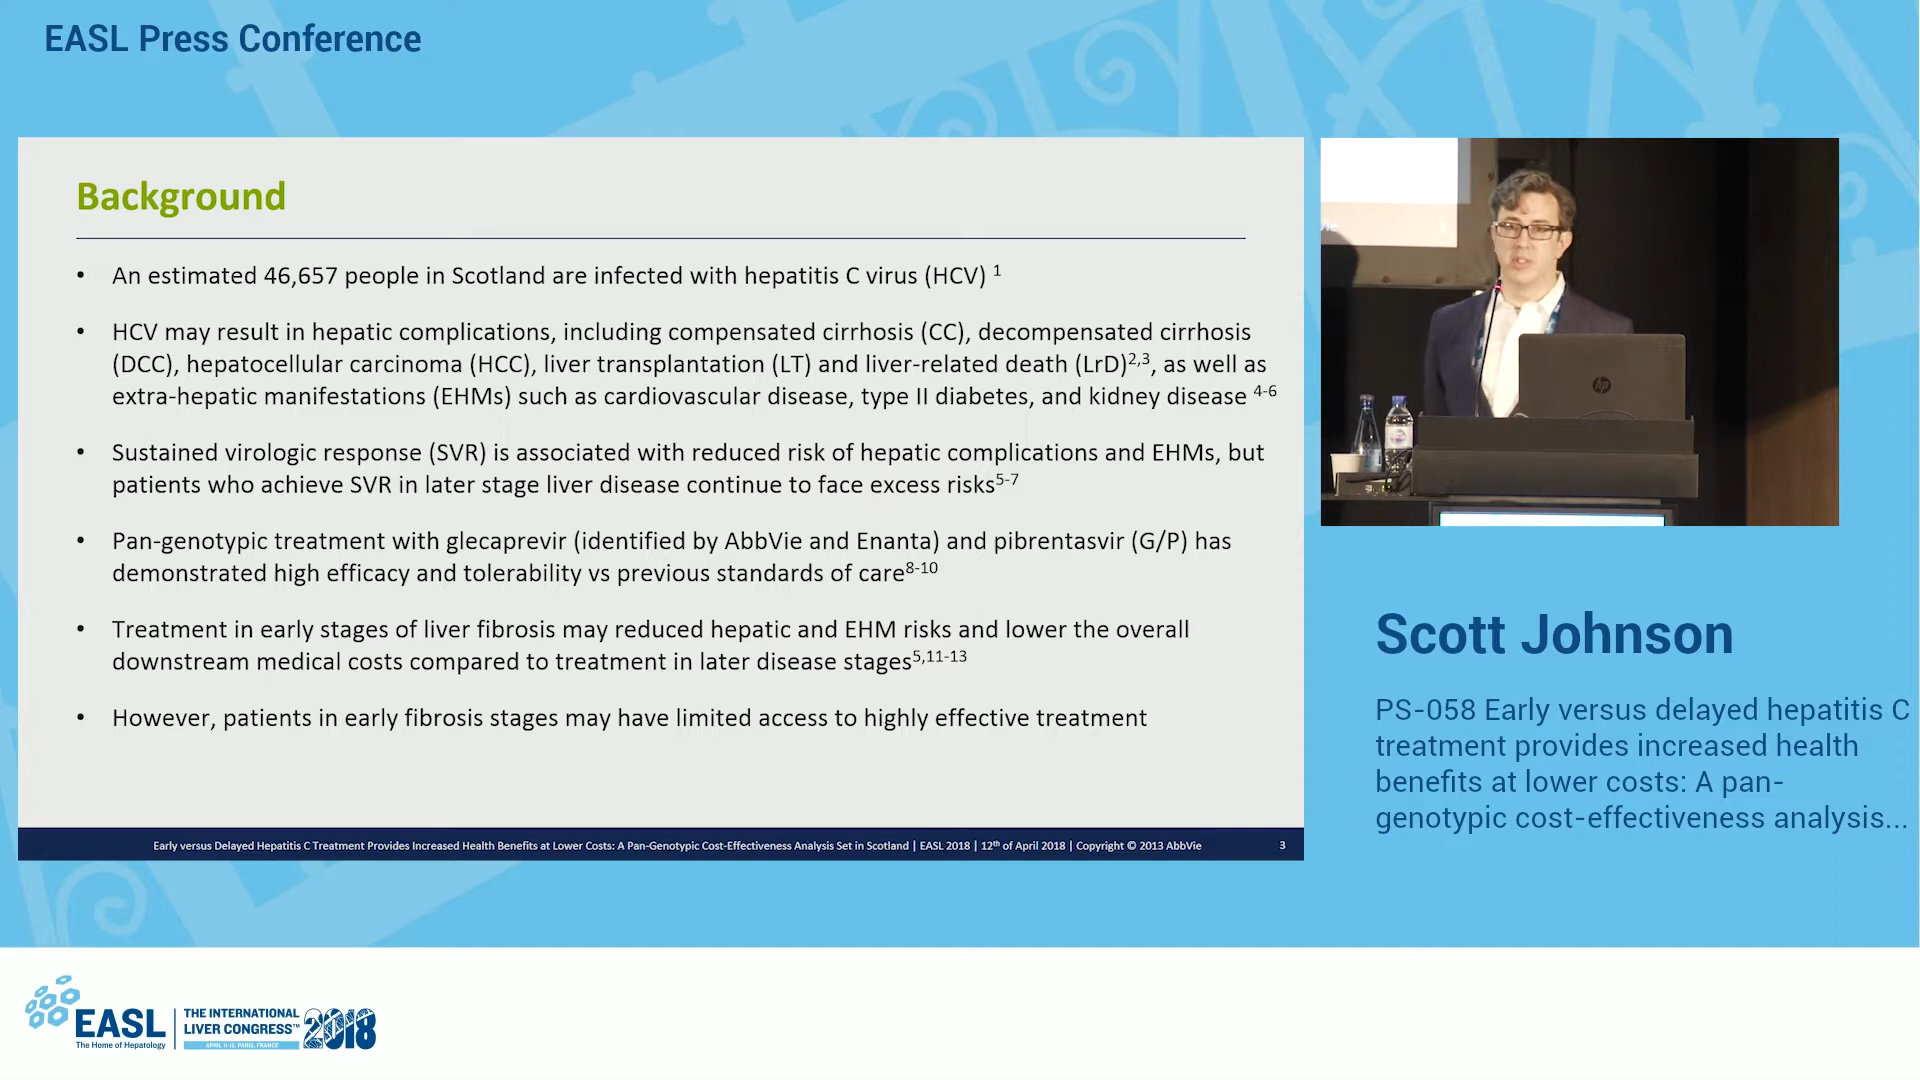 EASL Press Conference
Background
• An estimated 46,657 people in Scotland are infected with hepatitis C virus (HCV) 1
• HCV may result in hepatic complications, including compensated cirrhosis (CC), decompensated cirrhosis
(DCC), hepatocellular carcinoma (HCC), liver transplantation (LT) and liver-related death (LrD)2,3, as well as
extra-hepatic manifestations (EHMs) such as cardiovascular disease, type II diabetes, and kidney disease 4-6
• Sustained virologic response (SVR) is associated with reduced risk of hepatic complications and EHMs, but
patients who achieve SVR in later stage liver disease continue to face excess risks5-7
• Pan-genotypic treatment with glecaprevir (identified by AbbVie and Enanta) and pibrentasvir (G/P) has
demonstrated high efficacy and tolerability vs previous standards of care8-10
• Treatment in early stages of liver fibrosis may reduced hepatic and EHM risks and lower the overall
downstream medical costs compared to treatment in later disease stages5,11-13
• However, patients in early fibrosis stages may have limited access to highly effective treatment
Early versus Delayed Hepatitis C Treatment Provides Increased Health Benefits at Lower Costs: A Pan-Genotypic Cost-Effectiveness Analysis Set in Scotland | EASL 2018 | 12th of April 2018 | Copyright © 2013 AbbVie 3
hp
Scott Johnson
PS-058 Early versus delayed hepatitis C
treatment provides increased health
benefits at lower costs: A pan-
genotypic cost-effectiveness analysis...
EASL
The Home of Hepatology
THE INTERNATIONAL
LIVER CONGRESS™
2018
APRIL 11-15, PARIS, FRANCE